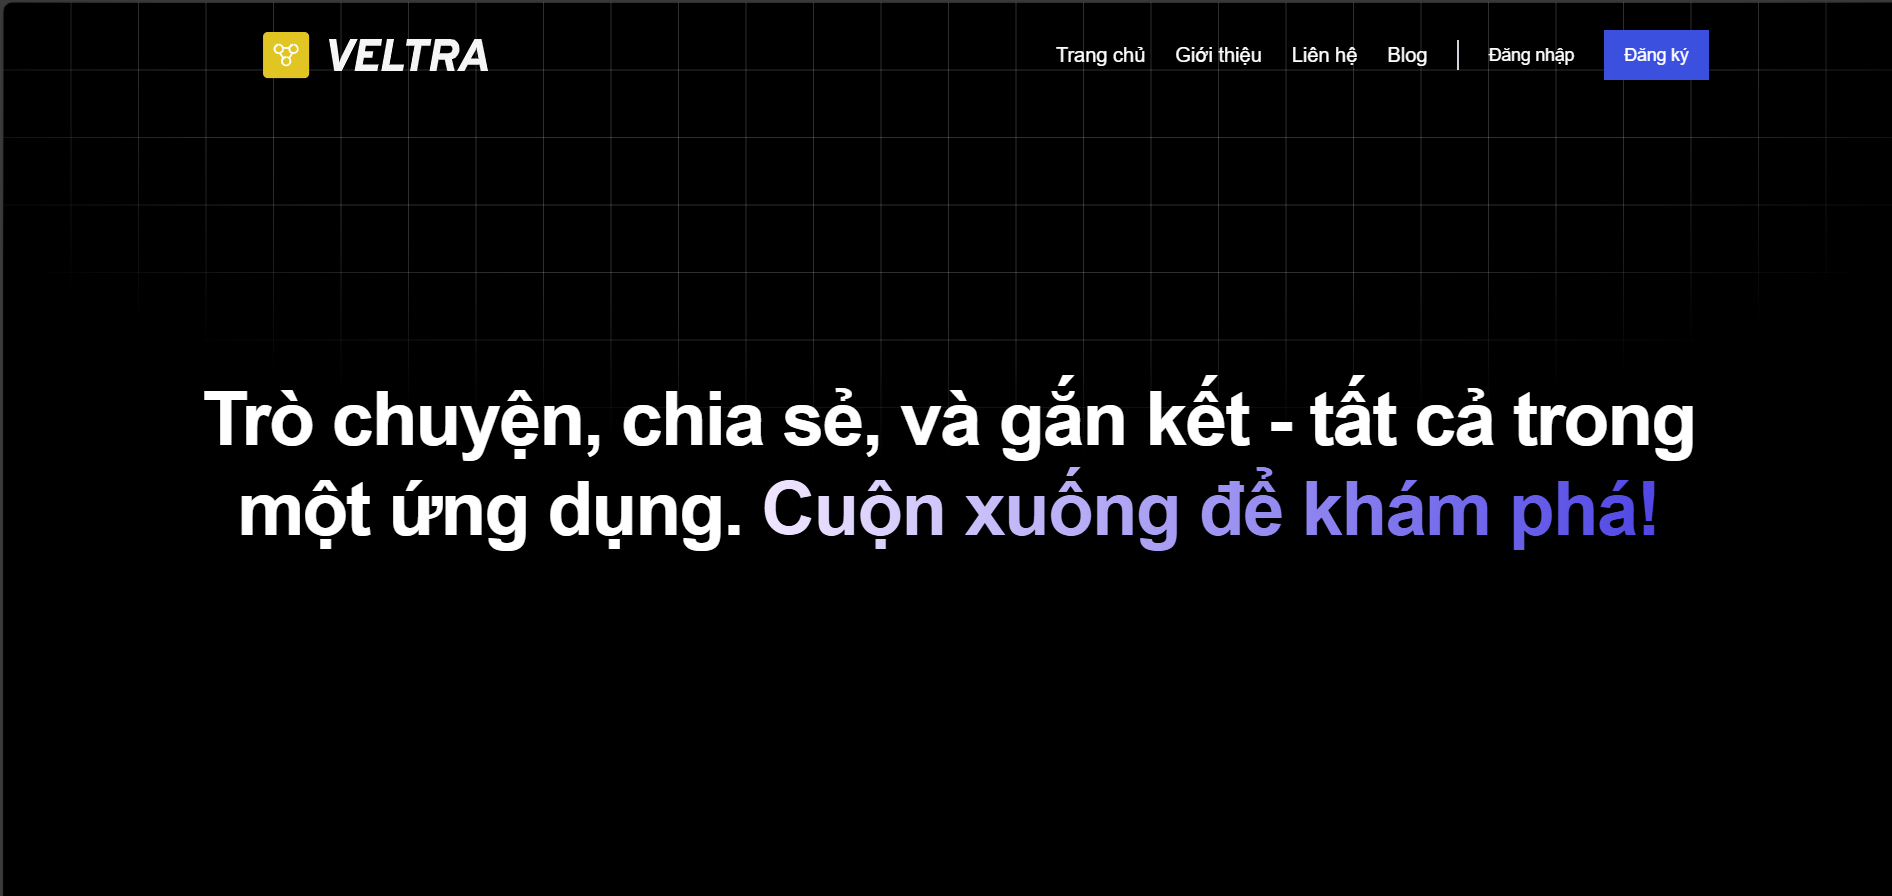 VELTRA
Trang chủ Giới thiệu Liên hệ Blog Đăng nhập Đăng ký
Trò chuyện, chia sẻ, và gắn kết - tất cả trong
một ứng dụng. Cuộn xuống để khám phá!